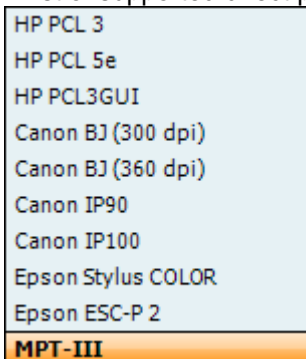 HP PCL 3
HP PCL 5e
HP PCL3GUI
Canon BJ (300 dpi)
Canon BJ (360 dpi)
Canon IP90
Canon IP100
Epson Stylus COLOR
Epson ESC-P 2
MPT-III